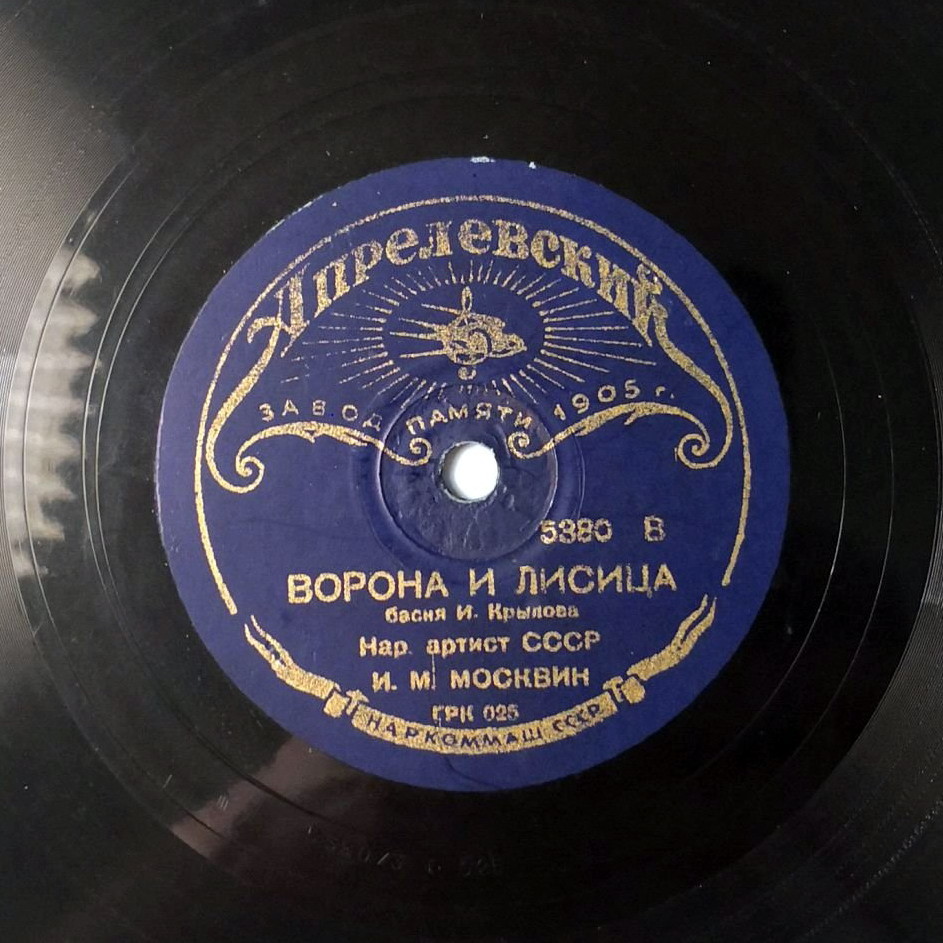 Апрелевский
ЗАВОД ПАМЯТИ 1905 г.
5380 В
ВОРОНА И ЛИСИЦА
басня И. Крылова
Нар. артист СССР
И. М. МОСКВИН
ГРК 025
НАРКОММАШ СССР